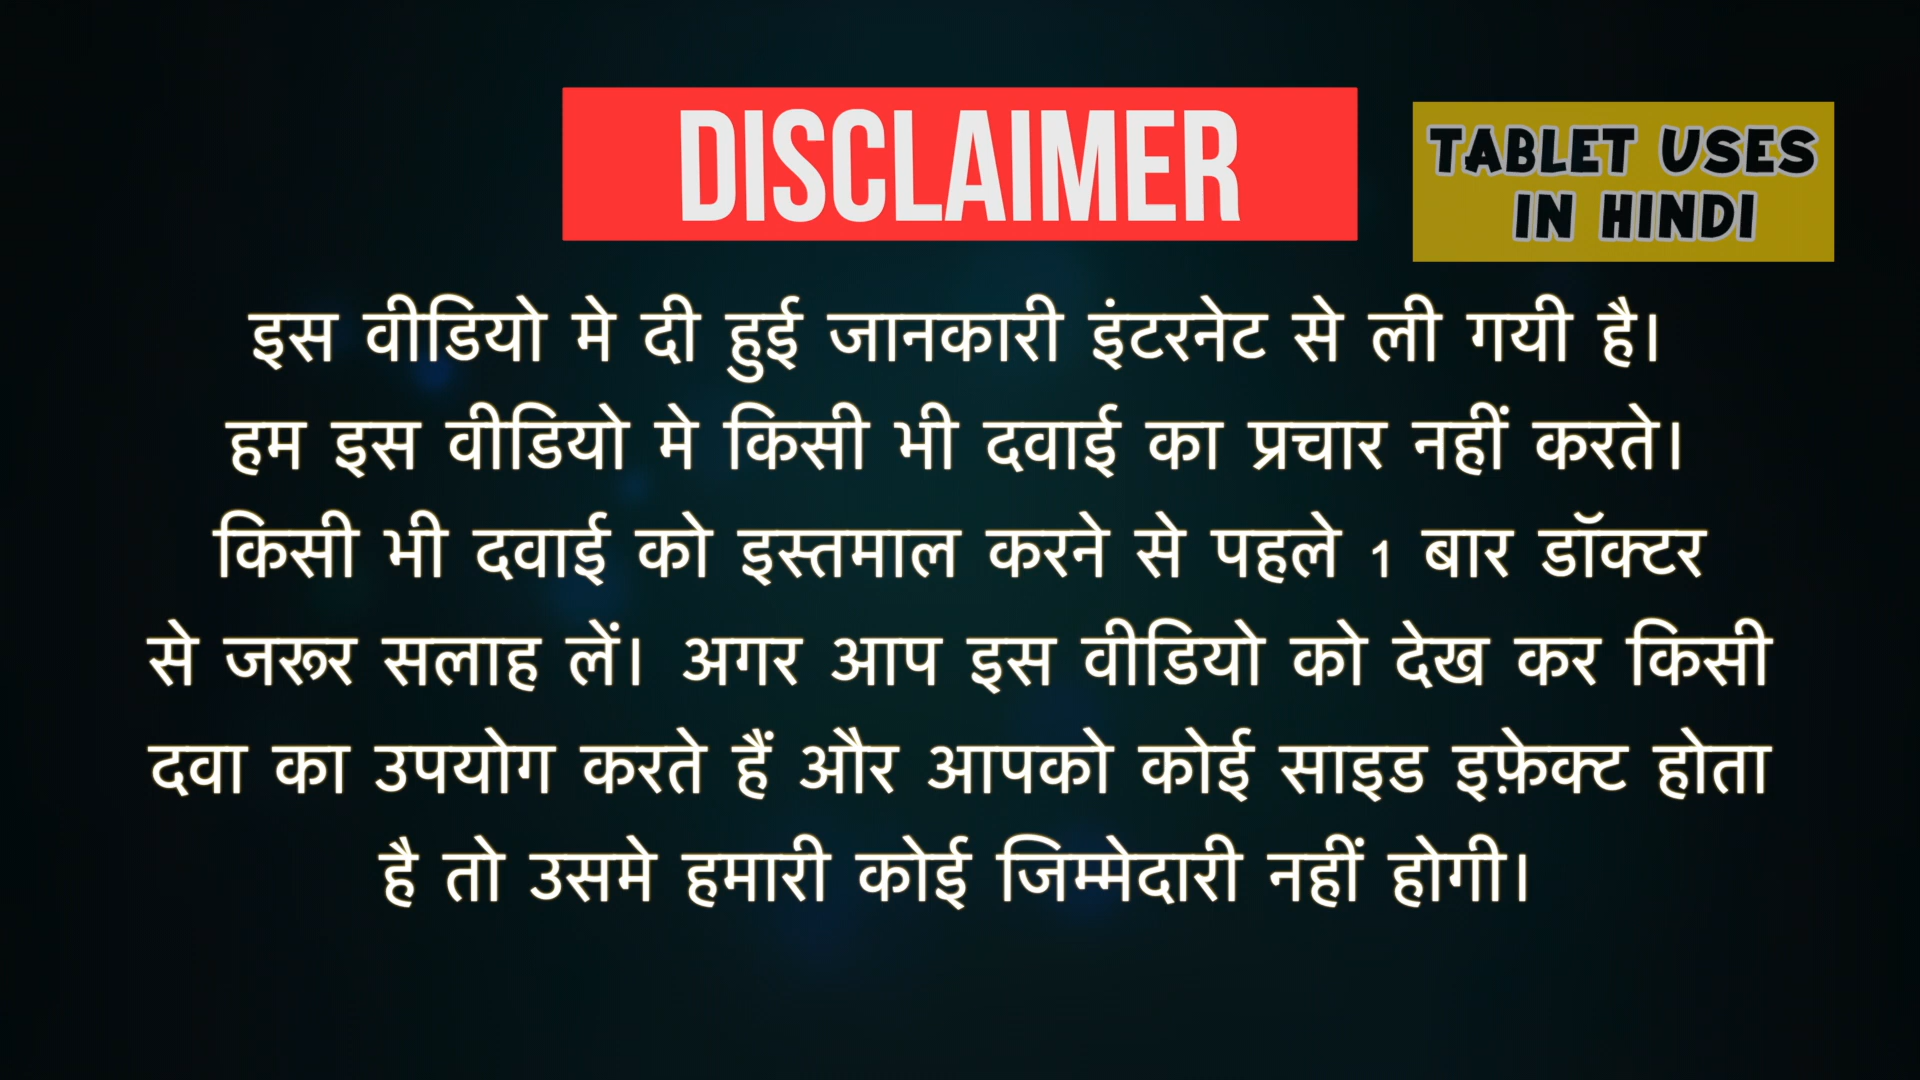 DISCLAIMER
TABLET USES
IN HINDI
इस वीडियो मे दी हुई जानकारी इंटरनेट से ली गयी है।
हम इस वीडियो मे किसी भी दवाई का प्रचार नहीं करते।
किसी भी दवाई को इस्तमाल करने से पहले 1 बार डॉक्टर
से जरूर सलाह लें। अगर आप इस वीडियो को देख कर किसी
दवा का उपयोग करते हैं और आपको कोई साइड इफ़ेक्ट होता
है तो उसमे हमारी कोई जिम्मेदारी नहीं होगी।